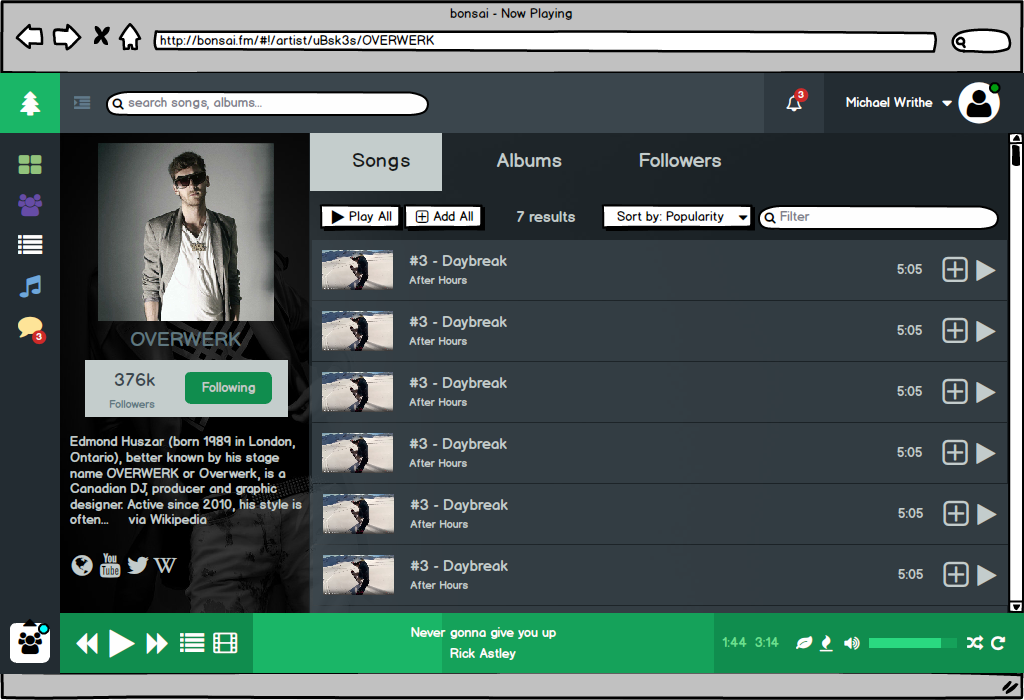 bonsai - Now Playing
http://bonsai.fm/#!/artist/uBsk3s/OVERWERK
search songs, albums...
3
Michael Writhe
Songs
Albums
Followers
Play All
Add All
7 results
Sort by: Popularity
Filter
OVERWERK
376k
Followers
Following
Edmond Huszar (born 1989 in London,
Ontario), better known by his stage
name OVERWERK or Overwerk, is a
Canadian DJ, producer and graphic
designer. Active since 2010, his style is
often... via Wikipedia
You
Tube
W
3
#3 - Daybreak
After Hours
5:05
#3 - Daybreak
After Hours
5:05
#3 - Daybreak
After Hours
5:05
#3 - Daybreak
After Hours
5:05
#3 - Daybreak
After Hours
5:05
#3 - Daybreak
After Hours
5:05
Never gonna give you up
Rick Astley
1:44 3:14